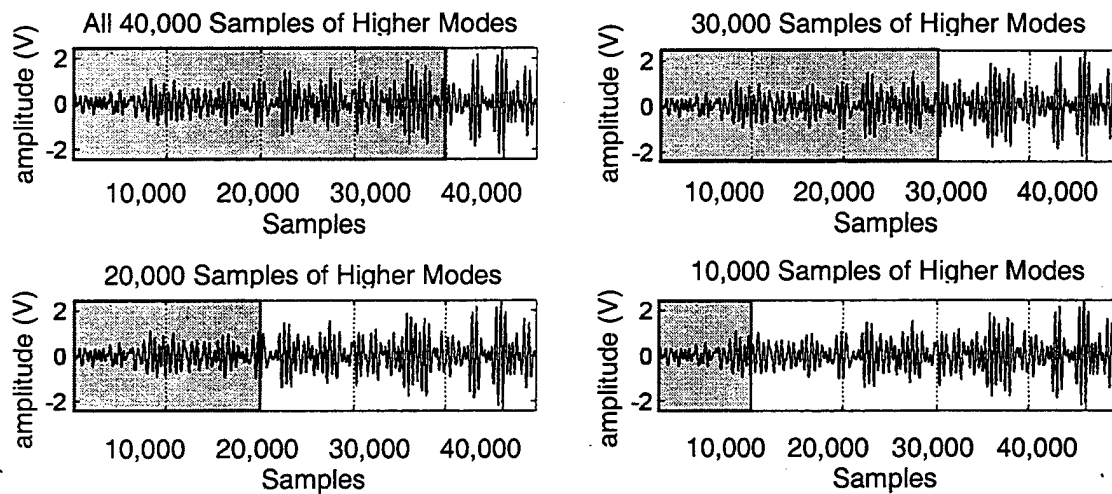 All 40,000 Samples of Higher Modes
amplitude (V)
2
0
-2
10,000 20,000 30,000 40,000
Samples
30,000 Samples of Higher Modes
amplitude (V)
2
0
-2
10,000 20,000 30,000 40,000
Samples
20,000 Samples of Higher Modes
amplitude (V)
2
0
-2
10,000 20,000 30,000 40,000
Samples
10,000 Samples of Higher Modes
amplitude (V)
2
0
-2
10,000 20,000 30,000 40,000
Samples